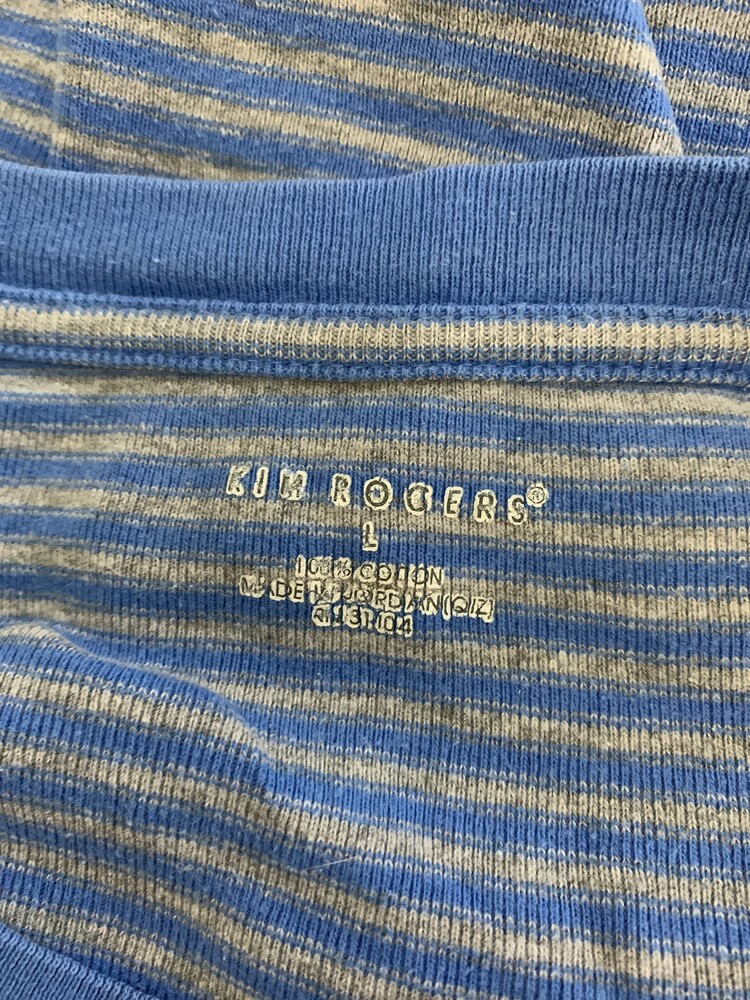 KIM ROGERS®
L
100% COTTON
MADE IN JORDAN (QIZ)